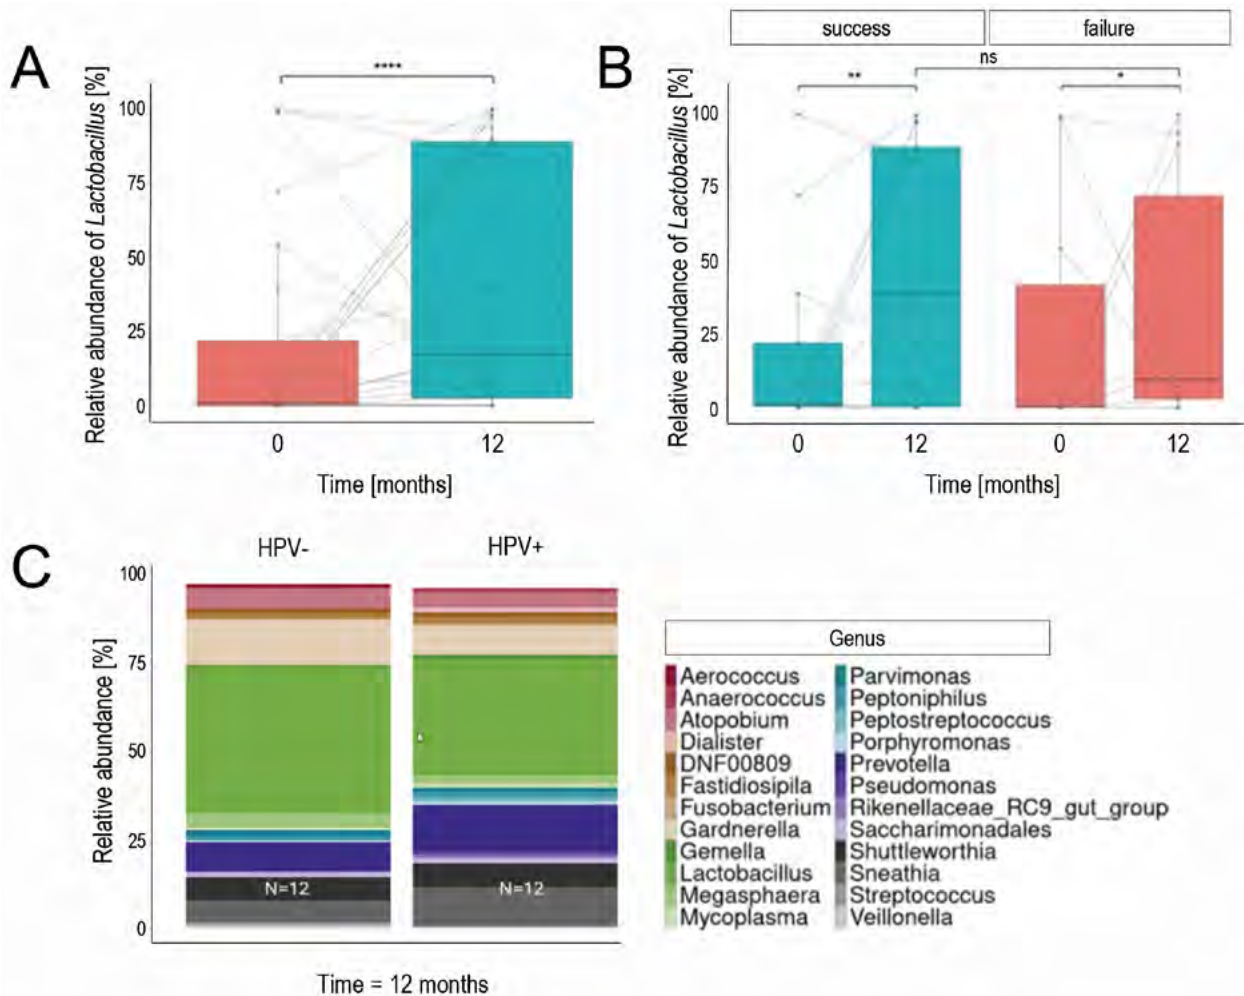 A
Relative abundance of Lactobacillus [%]
100
75
50
25
0
****
0
12
Time [months]
B
success
failure
Relative abundance of Lactobacillus [%]
100
75
50
25
0
**
ns
*
0
12
0
12
Time [months]
C
HPV-
HPV+
Relative abundance [%]
100
75
50
25
0
N=12
N=12
Time = 12 months
Genus
Aerococcus
Anaerococcus
Atopobium
Dialister
DNF00809
Fastidiosipila
Fusobacterium
Gardnerella
Gemella
Lactobacillus
Megasphaera
Mycoplasma
Parvimonas
Peptoniphilus
Peptostreptococcus
Porphyromonas
Prevotella
Pseudomonas
Rikenellaceae_RC9_gut_group
Saccharimonadales
Shuttleworthia
Sneathia
Streptococcus
Veillonella